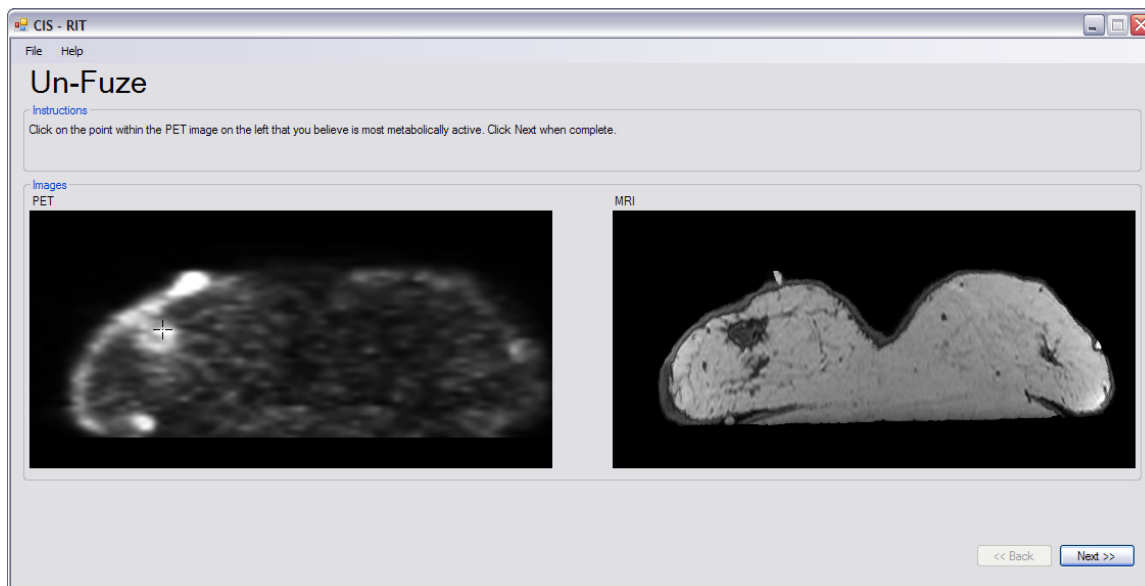 CIS - RIT
File Help
Un-Fuze
Instructions
Click on the point within the PET image on the left that you believe is most metabolically active. Click Next when complete.
Images
PET MRI
<< Back Next >>